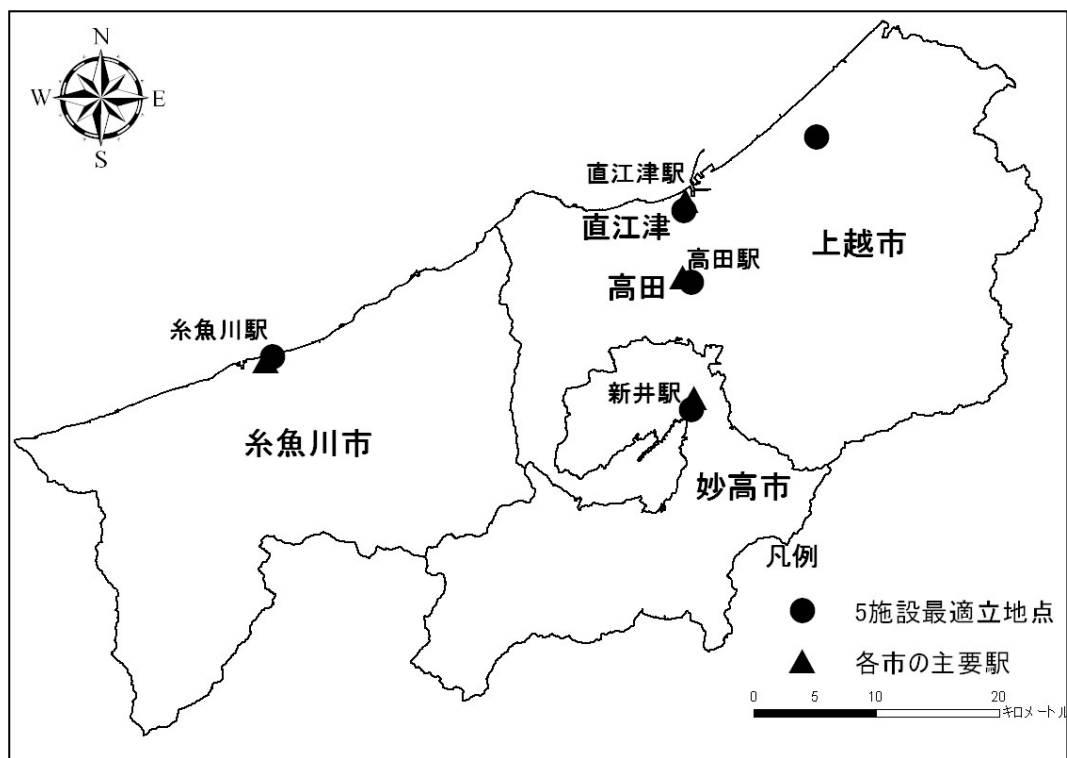 N
W
E
S
直江津駅
直江津
上越市
高田駅
高田
糸魚川駅
新井駅
糸魚川市
妙高市
凡例
5施設最適立地点
各市の主要駅
0 5 10 20
キロメートル